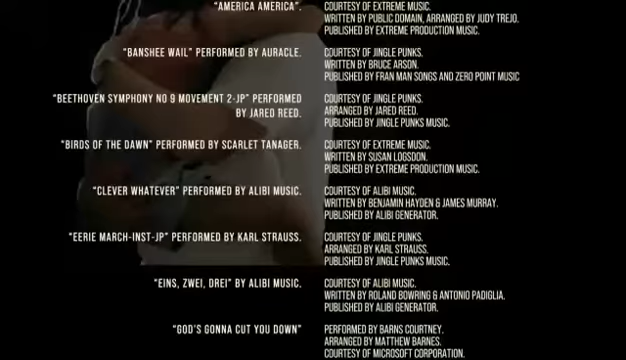 "AMERICA AMERICA".
COURTESY OF EXTREME MUSIC.
WRITTEN BY PUBLIC DOMAIN, ARRANGED BY JUDY TREJO.
PUBLISHED BY EXTREME PRODUCTION MUSIC.
"BANSHEE WAIL" PERFORMED BY AURACLE.
COURTESY OF JINGLE PUNKS.
WRITTEN BY BRUCE ARSON.
PUBLISHED BY FRAN MAN SONGS AND ZERO POINT MUSIC
"BEETHOVEN SYMPHONY NO 9 MOVEMENT 2-JP" PERFORMED
BY JARED REED.
COURTESY OF JINGLE PUNKS.
ARRANGED BY JARED REED.
PUBLISHED BY JINGLE PUNKS MUSIC.
"BIRDS OF THE DAWN" PERFORMED BY SCARLET TANAGER.
COURTESY OF EXTREME MUSIC.
WRITTEN BY SUSAN LOGSDON.
PUBLISHED BY EXTREME PRODUCTION MUSIC.
"CLEVER WHATEVER" PERFORMED BY ALIBI MUSIC.
COURTESY OF ALIBI MUSIC.
WRITTEN BY BENJAMIN HAYDEN & JAMES MURRAY.
PUBLISHED BY ALIBI GENERATOR.
"EERIE MARCH-INST-JP" PERFORMED BY KARL STRAUSS.
COURTESY OF JINGLE PUNKS.
ARRANGED BY KARL STRAUSS.
PUBLISHED BY JINGLE PUNKS MUSIC.
"EINS, ZWEI, DREI" BY ALIBI MUSIC.
COURTESY OF ALIBI MUSIC.
WRITTEN BY ROLAND BOWRING & ANTONIO PADIGLIA.
PUBLISHED BY ALIBI GENERATOR.
"GOD'S GONNA CUT YOU DOWN"
PERFORMED BY BARNS COURTNEY.
ARRANGED BY MATTHEW BARNES.
COURTESY OF MICROSOFT CORPORATION.